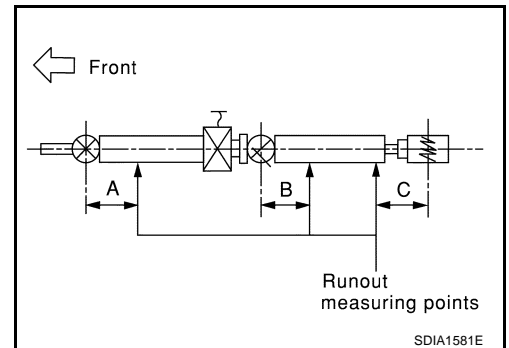 Front
A
B
C
Runout
measuring points
SDIA1581E